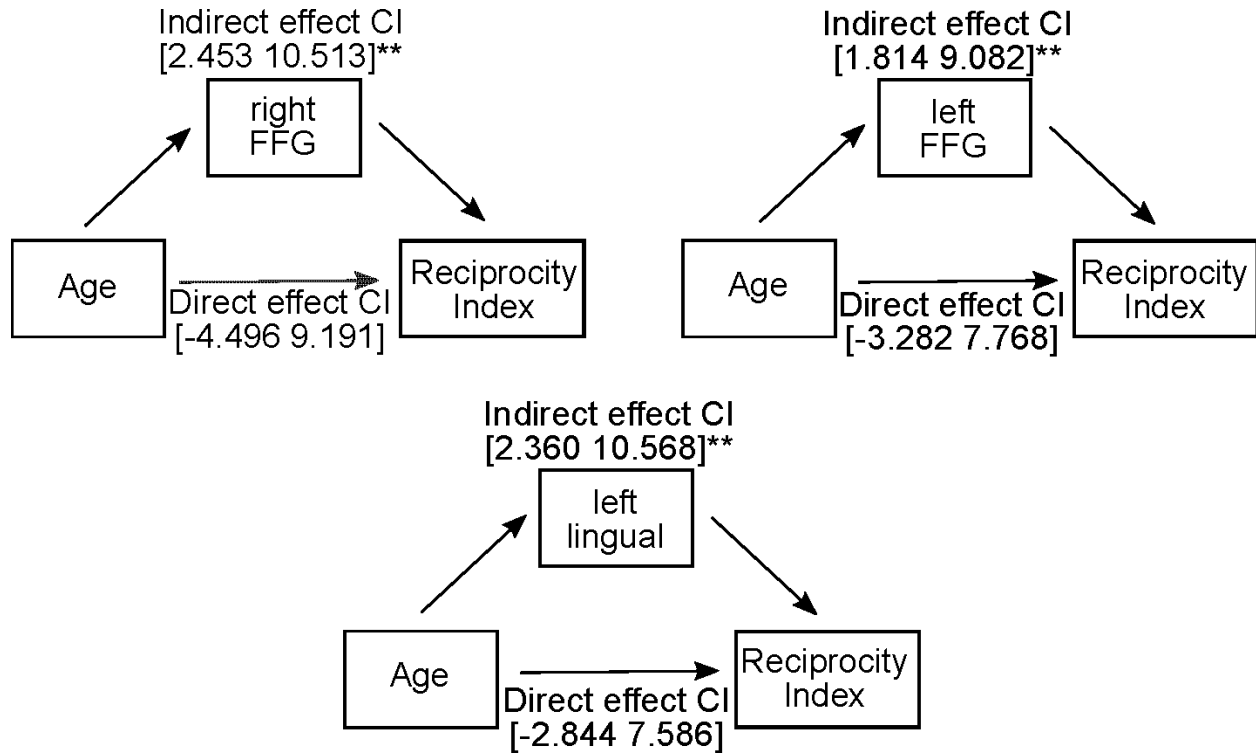 Indirect effect CI
[2.453 10.513]**
right
FFG
Age
Reciprocity
Index
Direct effect CI
[-4.496 9.191]
Indirect effect CI
[1.814 9.082]**
left
FFG
Age
Reciprocity
Index
Direct effect CI
[-3.282 7.768]
Indirect effect CI
[2.360 10.568]**
left
lingual
Age
Reciprocity
Index
Direct effect CI
[-2.844 7.586]